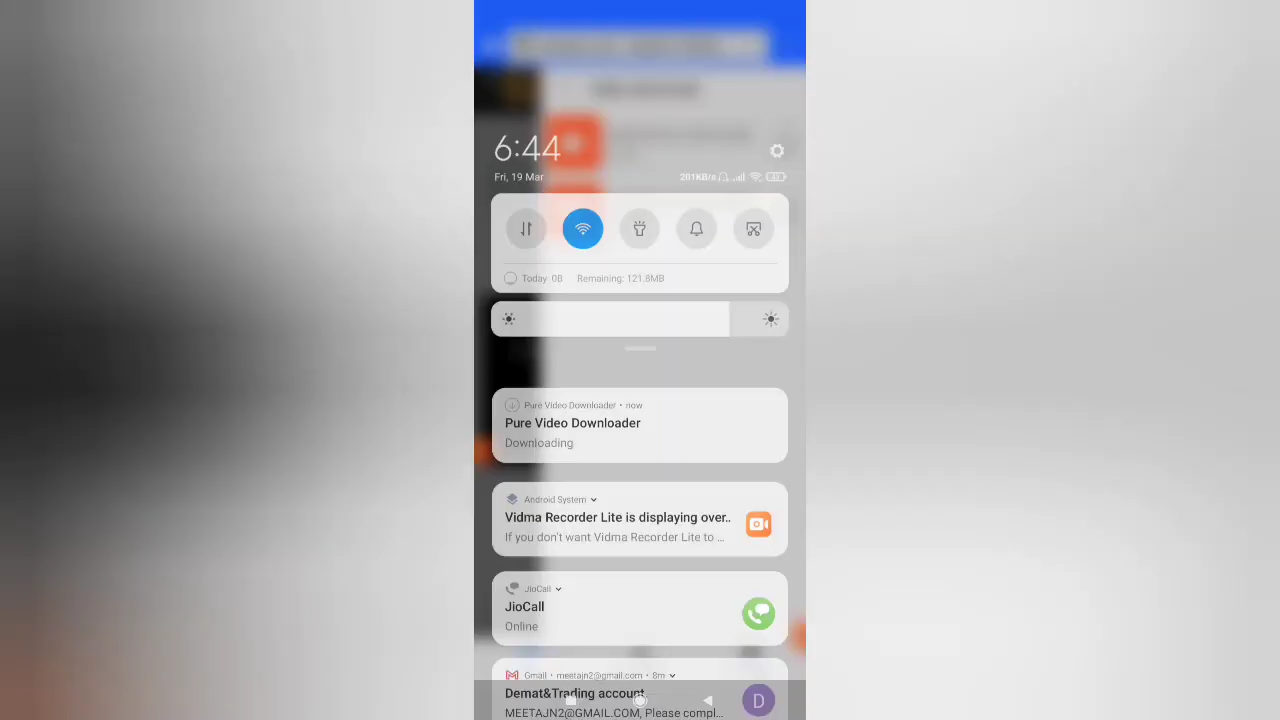 6:44
Fri, 19 Mar
201KB/s
Today: 0B Remaining: 121.8MB
Pure Video Downloader • now
Pure Video Downloader
Downloading
Android System
Vidma Recorder Lite is displaying over..
If you don't want Vidma Recorder Lite to ...
JioCall
JioCall
Online
Gmail • meetajn2@gmail.com • 8m
Demat&Trading account
MEETAJN2@GMAIL.COM, Please compl...
D